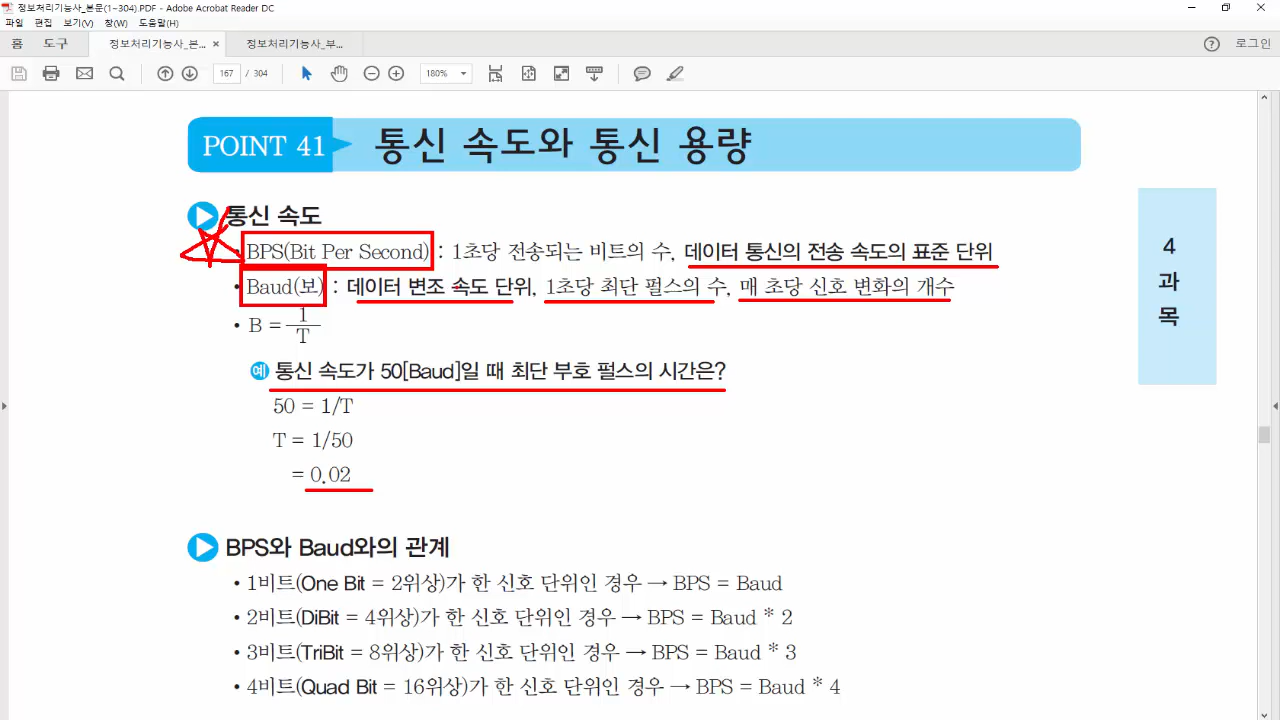 정보처리기능사_본문(1~304).PDF - Adobe Acrobat Reader DC
파일 편집 보기(V) 창(W) 도움말(H)
홈 도구 정보처리기능사_본... × 정보처리기능사_부... 로그인
167 / 304 180%
POINT 41 통신 속도와 통신 용량
통신 속도
• BPS(Bit Per Second) : 1초당 전송되는 비트의 수, 데이터 통신의 전송 속도의 표준 단위
• Baud(보) : 데이터 변조 속도 단위, 1초당 최단 펄스의 수, 매 초당 신호 변화의 개수
• B = 1/T
예 통신 속도가 50[Baud]일 때 최단 부호 펄스의 시간은?
50 = 1/T
T = 1/50
= 0.02
BPS와 Baud와의 관계
• 1비트(One Bit = 2위상)가 한 신호 단위인 경우 → BPS = Baud
• 2비트(DiBit = 4위상)가 한 신호 단위인 경우 → BPS = Baud * 2
• 3비트(TriBit = 8위상)가 한 신호 단위인 경우 → BPS = Baud * 3
• 4비트(Quad Bit = 16위상)가 한 신호 단위인 경우 → BPS = Baud * 4
4
과
목